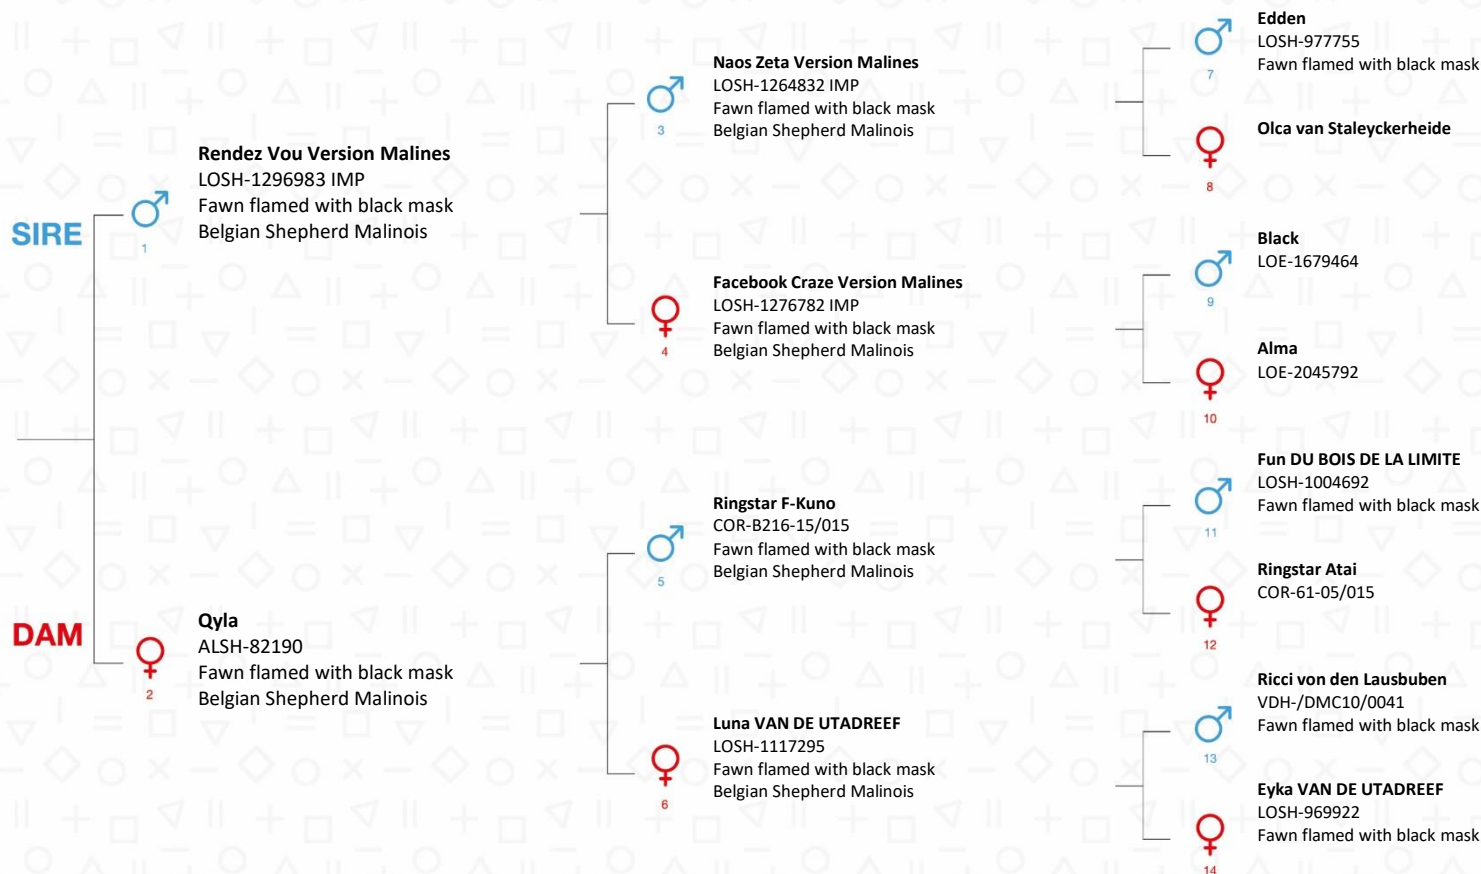 SIRE
1
Rendez Vou Version Malines
LOSH-1296983 IMP
Fawn flamed with black mask
Belgian Shepherd Malinois
DAM
2
Qyla
ALSH-82190
Fawn flamed with black mask
Belgian Shepherd Malinois
3
Naos Zeta Version Malines
LOSH-1264832 IMP
Fawn flamed with black mask
Belgian Shepherd Malinois
4
Facebook Craze Version Malines
LOSH-1276782 IMP
Fawn flamed with black mask
Belgian Shepherd Malinois
5
Ringstar F-Kuno
COR-B216-15/015
Fawn flamed with black mask
Belgian Shepherd Malinois
6
Luna VAN DE UTADREEF
LOSH-1117295
Fawn flamed with black mask
Belgian Shepherd Malinois
7
Edden
LOSH-977755
Fawn flamed with black mask
8
Olca van Staleyckerheide
9
Black
LOE-1679464
10
Alma
LOE-2045792
11
Fun DU BOIS DE LA LIMITE
LOSH-1004692
Fawn flamed with black mask
12
Ringstar Atai
COR-61-05/015
13
Ricci von den Lausbuben
VDH-/DMC10/0041
Fawn flamed with black mask
14
Eyka VAN DE UTADREEF
LOSH-969922
Fawn flamed with black mask